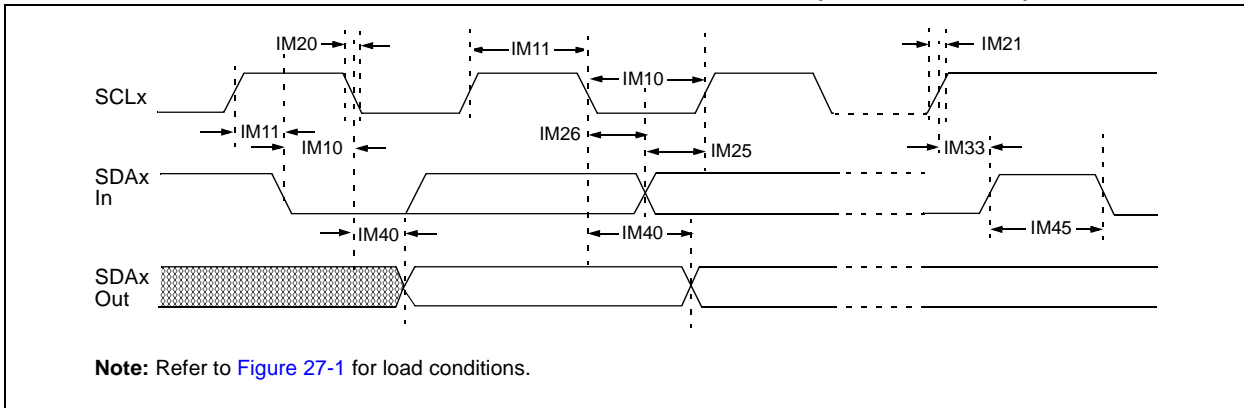 IM20
IM11
IM21
IM10
SCLx
IM11
IM26
IM10
IM25
IM33
SDAx
In
IM40
IM40
IM45
SDAx
Out
Note: Refer to Figure 27-1 for load conditions.